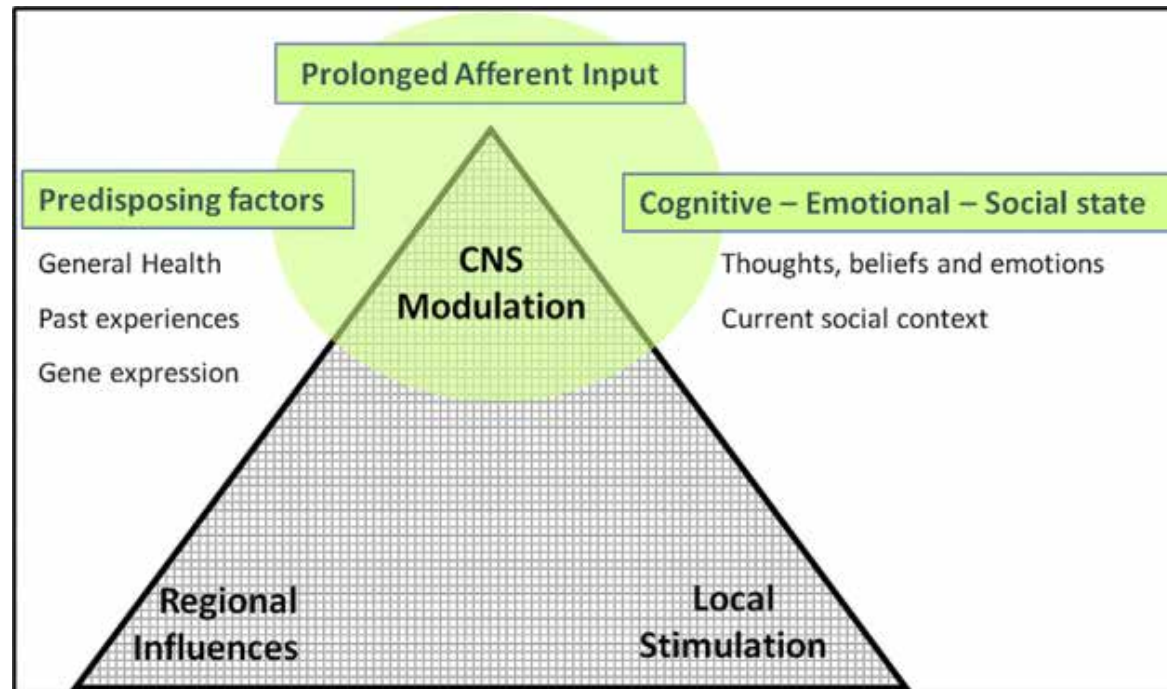 Prolonged Afferent Input
Predisposing factors
General Health
Past experiences
Gene expression
Cognitive – Emotional – Social state
Thoughts, beliefs and emotions
Current social context
CNS
Modulation
Regional
Influences
Local
Stimulation